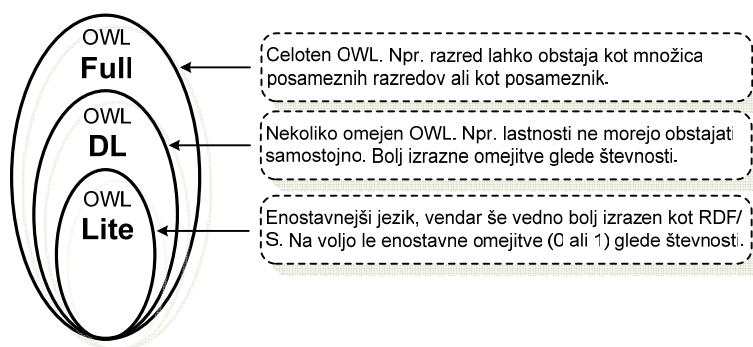 OWL
Full
Celoten OWL. Npr. razred lahko obstaja kot množica
posameznih razredov ali kot posameznik.
OWL
DL
Nekoliko omejen OWL. Npr. lastnosti ne morejo obstajati
samostojno. Bolj izrazne omejitve glede števnosti.
OWL
Lite
Enostavnejši jezik, vendar še vedno bolj izrazen kot RDF/
S. Na voljo le enostavne omejitve (0 ali 1) glede števnosti.